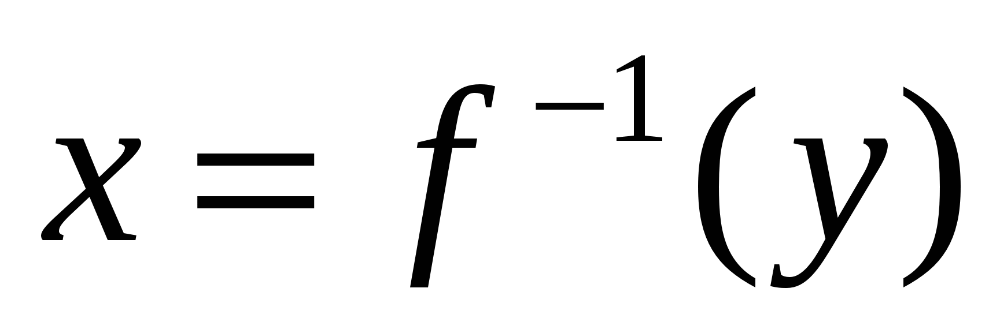 x = f⁻¹(y)